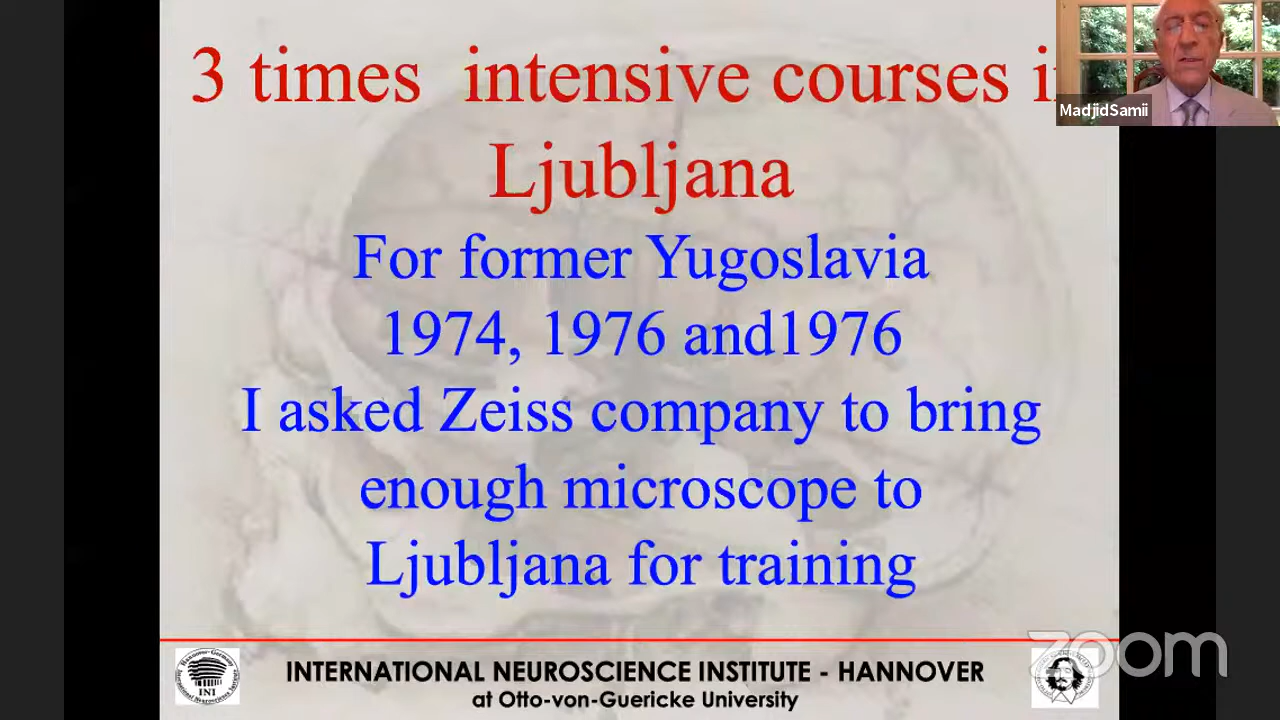 3 times intensive courses
MadjidSamii
Ljubljana
For former Yugoslavia
1974, 1976 and1976
I asked Zeiss company to bring
enough microscope to
Ljubljana for training
INTERNATIONAL NEUROSCIENCE INSTITUTE - HANNOVER
at Otto-von-Guericke University
INI
zoom